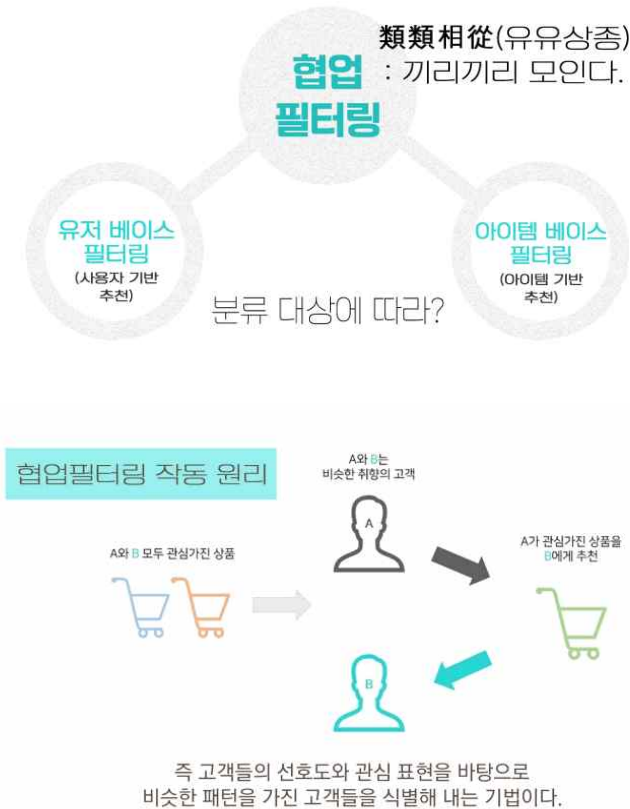 類類相從(유유상종)
: 끼리끼리 모인다.
협업
필터링
유저 베이스
필터링
(사용자 기반
추천)
아이템 베이스
필터링
(아이템 기반
추천)
분류 대상에 따라?
협업필터링 작동 원리
A와 B는
비슷한 취향의 고객
A
A와 B 모두 관심가진 상품
A가 관심가진 상품을
B에게 추천
B
즉 고객들의 선호도와 관심 표현을 바탕으로
비슷한 패턴을 가진 고객들을 식별해 내는 기법이다.